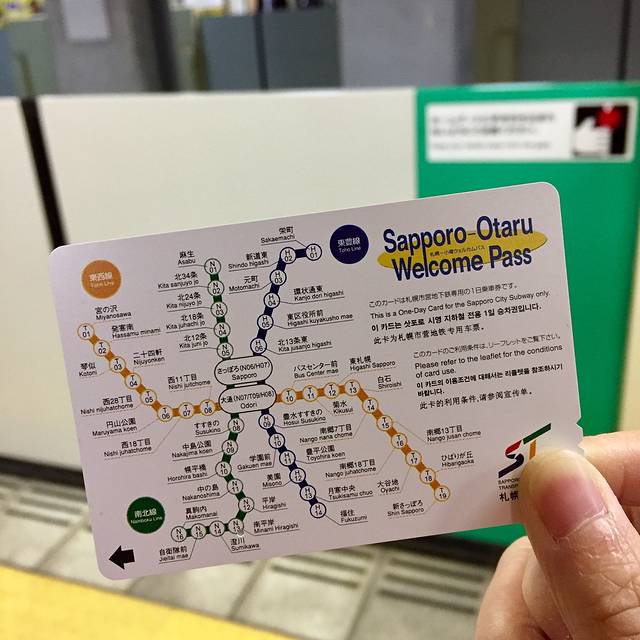 Sapporo-Otaru
札幌-小樽ウェルカムパス
Welcome Pass
このカードは札幌市営地下鉄専用の1日乗車券です。
This is a One-Day Card for the Sapporo City Subway only.
이 카드는 삿포로 시영 지하철 전용 1일 승차권입니다.
此卡为札幌市营地铁专用车票。
このカードのご利用条件は、リーフレットをご覧下さい。
Please refer to the leaflet for the conditions
of card use.
이 카드의 이용조건에 대해서는 리플렛을 참조하시기
바랍니다.
此卡的利用条件,请参阅宣传单。
東西線
Tozai Line
東豊線
Toho Line
南北線
Namboku Line
麻生
Asabu
北34条
Kita sanjuyo jo
北24条
Kita nijuyo jo
北18条
Kita juhachi jo
北12条
Kita juni jo
さっぽろ(N06/H07)
Sapporo
大通(N07/T09/H08)
Odori
すすきの
Susukino
中島公園
Nakajima koen
幌平橋
Horohira bashi
中の島
Nakanoshima
平岸
Hiragishi
南平岸
Minami Hiragishi
澄川
Sumikawa
真駒内
Makomanai
自衛隊前
Jieitai mae
栄町
Sakaemachi
新道東
Shindo higashi
元町
Motomachi
環状通東
Kanjo dori higashi
東区役所前
Higashi kuyakusho mae
北13条東
Kita jusanjo higashi
豊水すすきの
Hosui Susukino
学園前
Gakuen mae
豊平公園
Toyohira koen
美園
Misono
月寒中央
Tsukisamu chuo
福住
Fukuzumi
宮の沢
Miyanosawa
発寒南
Hassamu minami
琴似
Kotoni
二十四軒
Nijuyonken
西28丁目
Nishi nijuhatchome
円山公園
Maruyama koen
西18丁目
Nishi juhatchome
西11丁目
Nishi juitchome
バスセンター前
Bus Center mae
菊水
Kikusui
東札幌
Higashi Sapporo
白石
Shiroishi
南郷7丁目
Nango nana chome
南郷13丁目
Nango jusan chome
南郷18丁目
Nango juhatchome
大谷地
Oyachi
ひばりが丘
Hibarigaoka
新さっぽろ
Shin Sapporo
ST
札幌